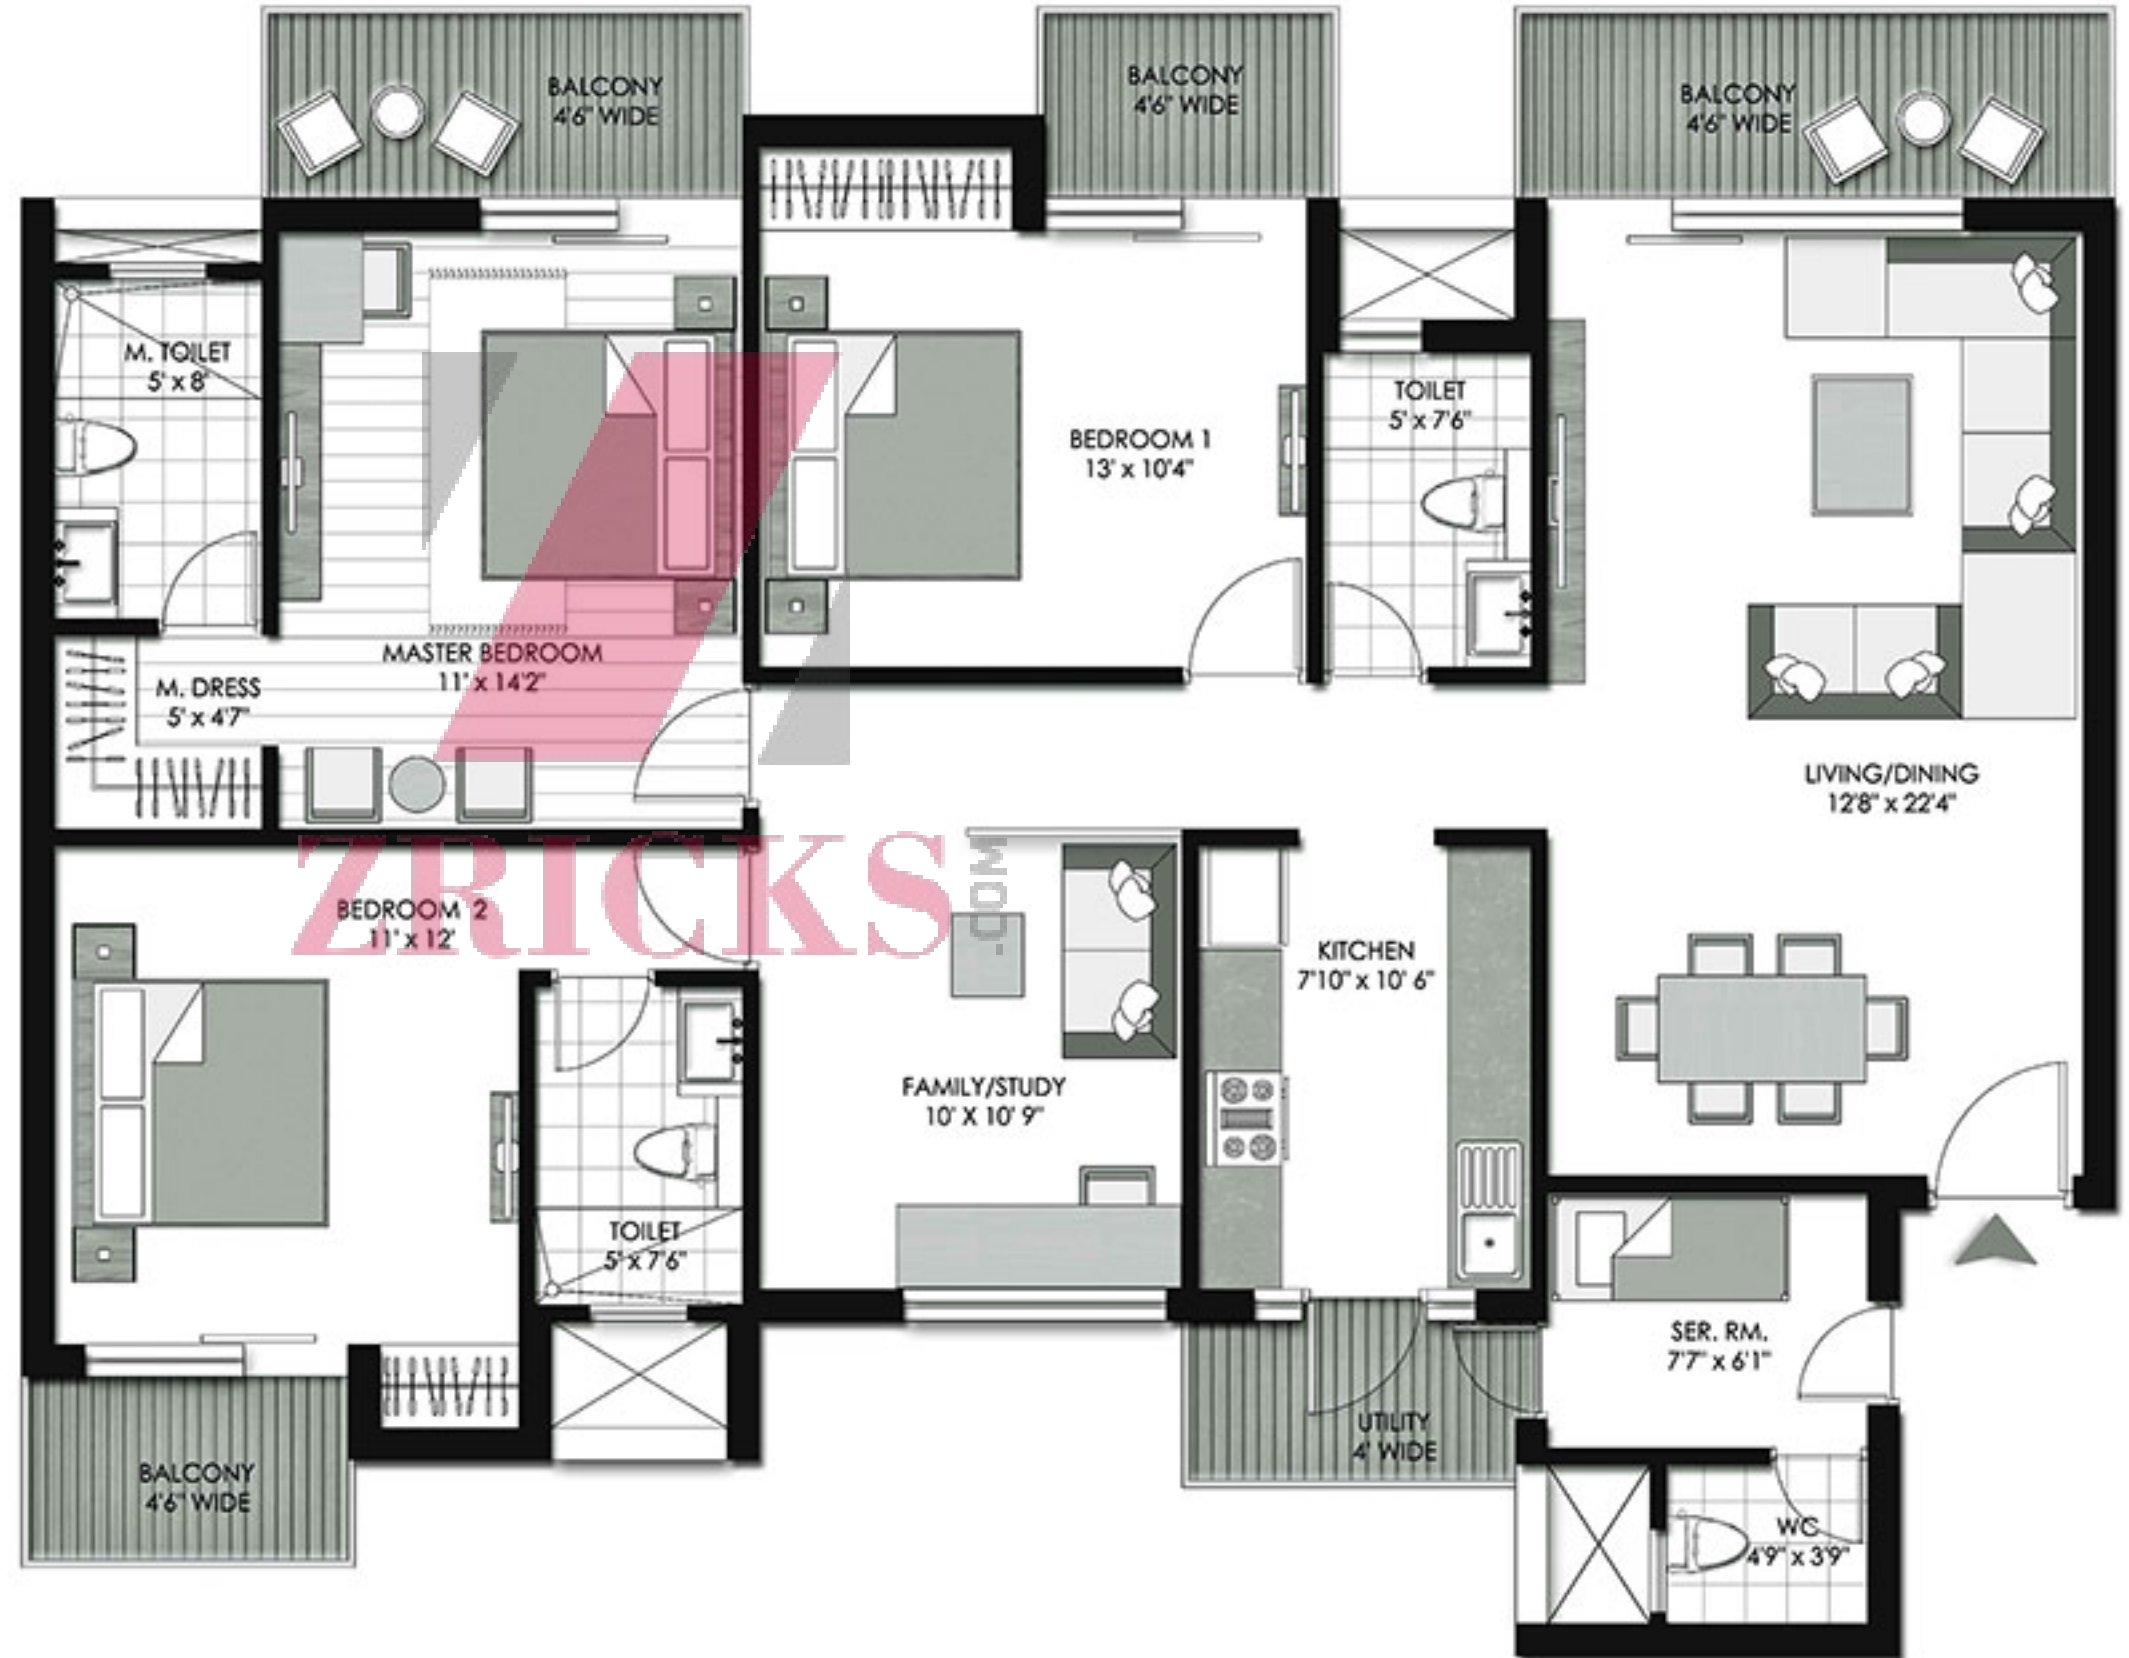 BALCONY
4'6" WIDE
BALCONY
4'6" WIDE
BALCONY
4'6" WIDE
M. TOILET
5' x 8'
TOILET
5' x 7'6"
BEDROOM 1
13' x 10'4"
MASTER BEDROOM
11' x 14'2"
M. DRESS
5' x 4'7"
LIVING/DINING
12'8" x 22'4"
ZRICKS
.COM
BEDROOM 2
11' x 12'
KITCHEN
7'10" x 10' 6"
FAMILY/STUDY
10' X 10' 9"
TOILET
5' x 7'6"
SER. RM.
7'7" x 6'1"
UTILITY
4' WIDE
BALCONY
4'6" WIDE
WC
4'9" x 3'9"